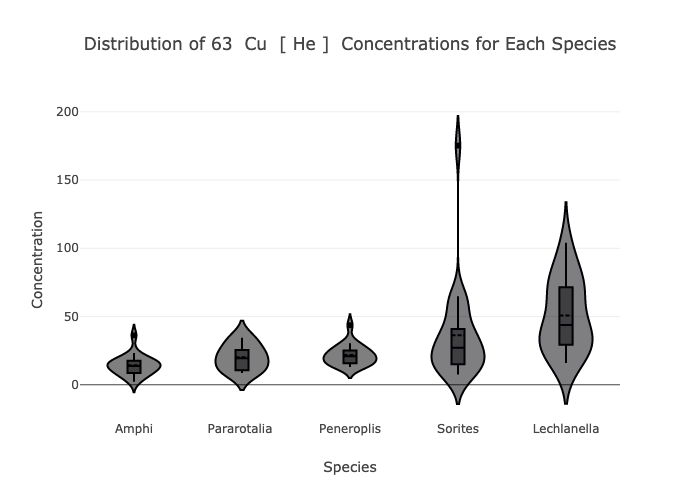 Distribution of 63 Cu [ He ] Concentrations for Each Species
200
150
100
50
0
Concentration
Amphi Pararotalia Peneroplis Sorites Lechlanella
Species